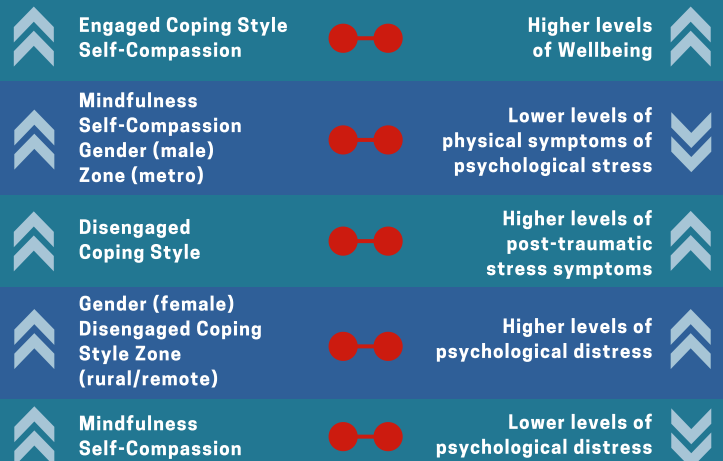 Engaged Coping Style
Self-Compassion
Higher levels
of Wellbeing
Mindfulness
Self-Compassion
Gender (male)
Zone (metro)
Lower levels of
physical symptoms of
psychological stress
Disengaged
Coping Style
Higher levels of
post-traumatic
stress symptoms
Gender (female)
Disengaged Coping
Style Zone
(rural/remote)
Higher levels of
psychological distress
Mindfulness
Self-Compassion
Lower levels of
psychological distress